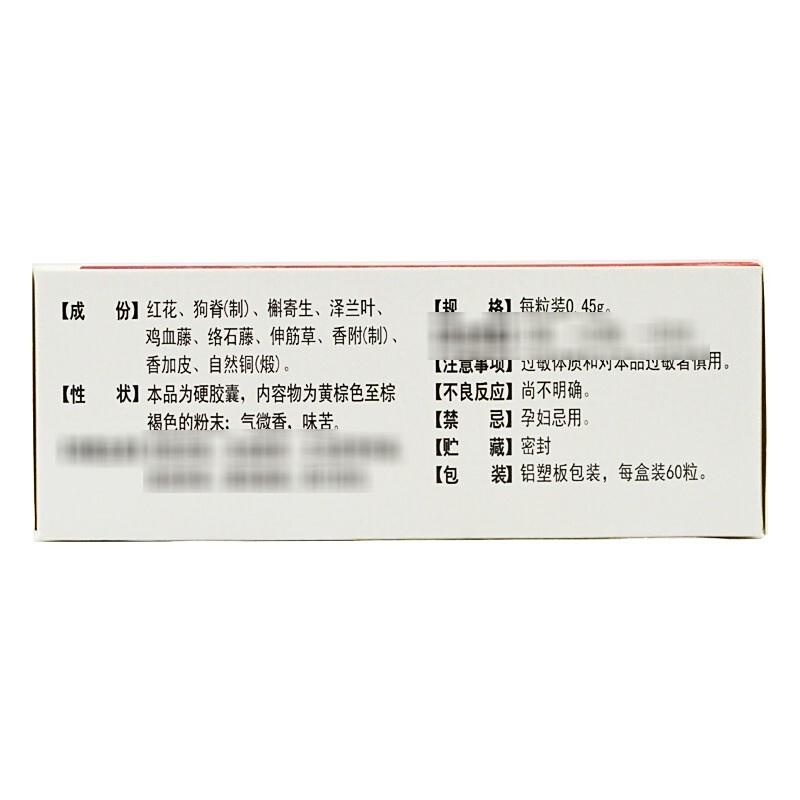 【成 份】红花、狗脊(制)、槲寄生、泽兰叶、
鸡血藤、络石藤、伸筋草、香附(制)、
香加皮、自然铜(煅)。
【性 状】本品为硬胶囊，内容物为黄棕色至棕
褐色的粉末；气微香，味苦。
【规 格】每粒装0.45g。
【注意事项】过敏体质和对本品过敏者慎用。
【不良反应】尚不明确。
【禁 忌】孕妇忌用。
【贮 藏】密封
【包 装】铝塑板包装，每盒装60粒。